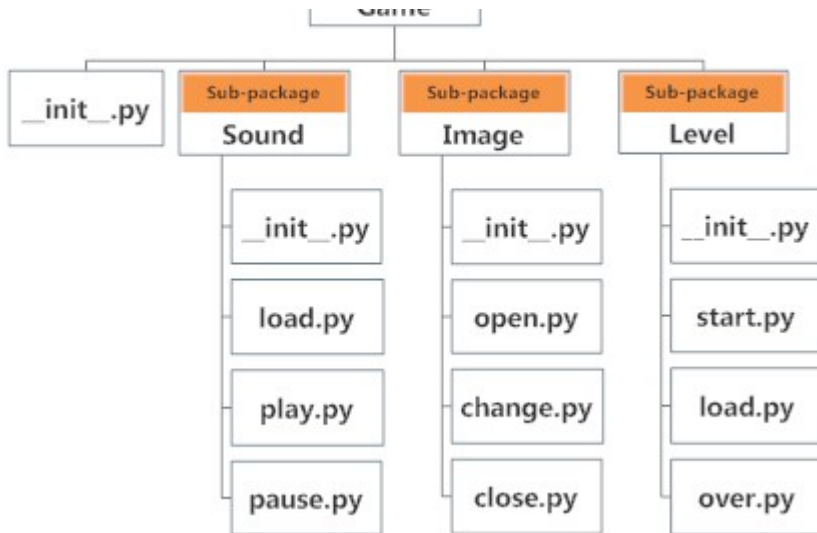 Game
__init__.py
Sub-package
Sound
Sub-package
Image
Sub-package
Level
__init__.py
load.py
play.py
pause.py
__init__.py
open.py
change.py
close.py
__init__.py
start.py
load.py
over.py